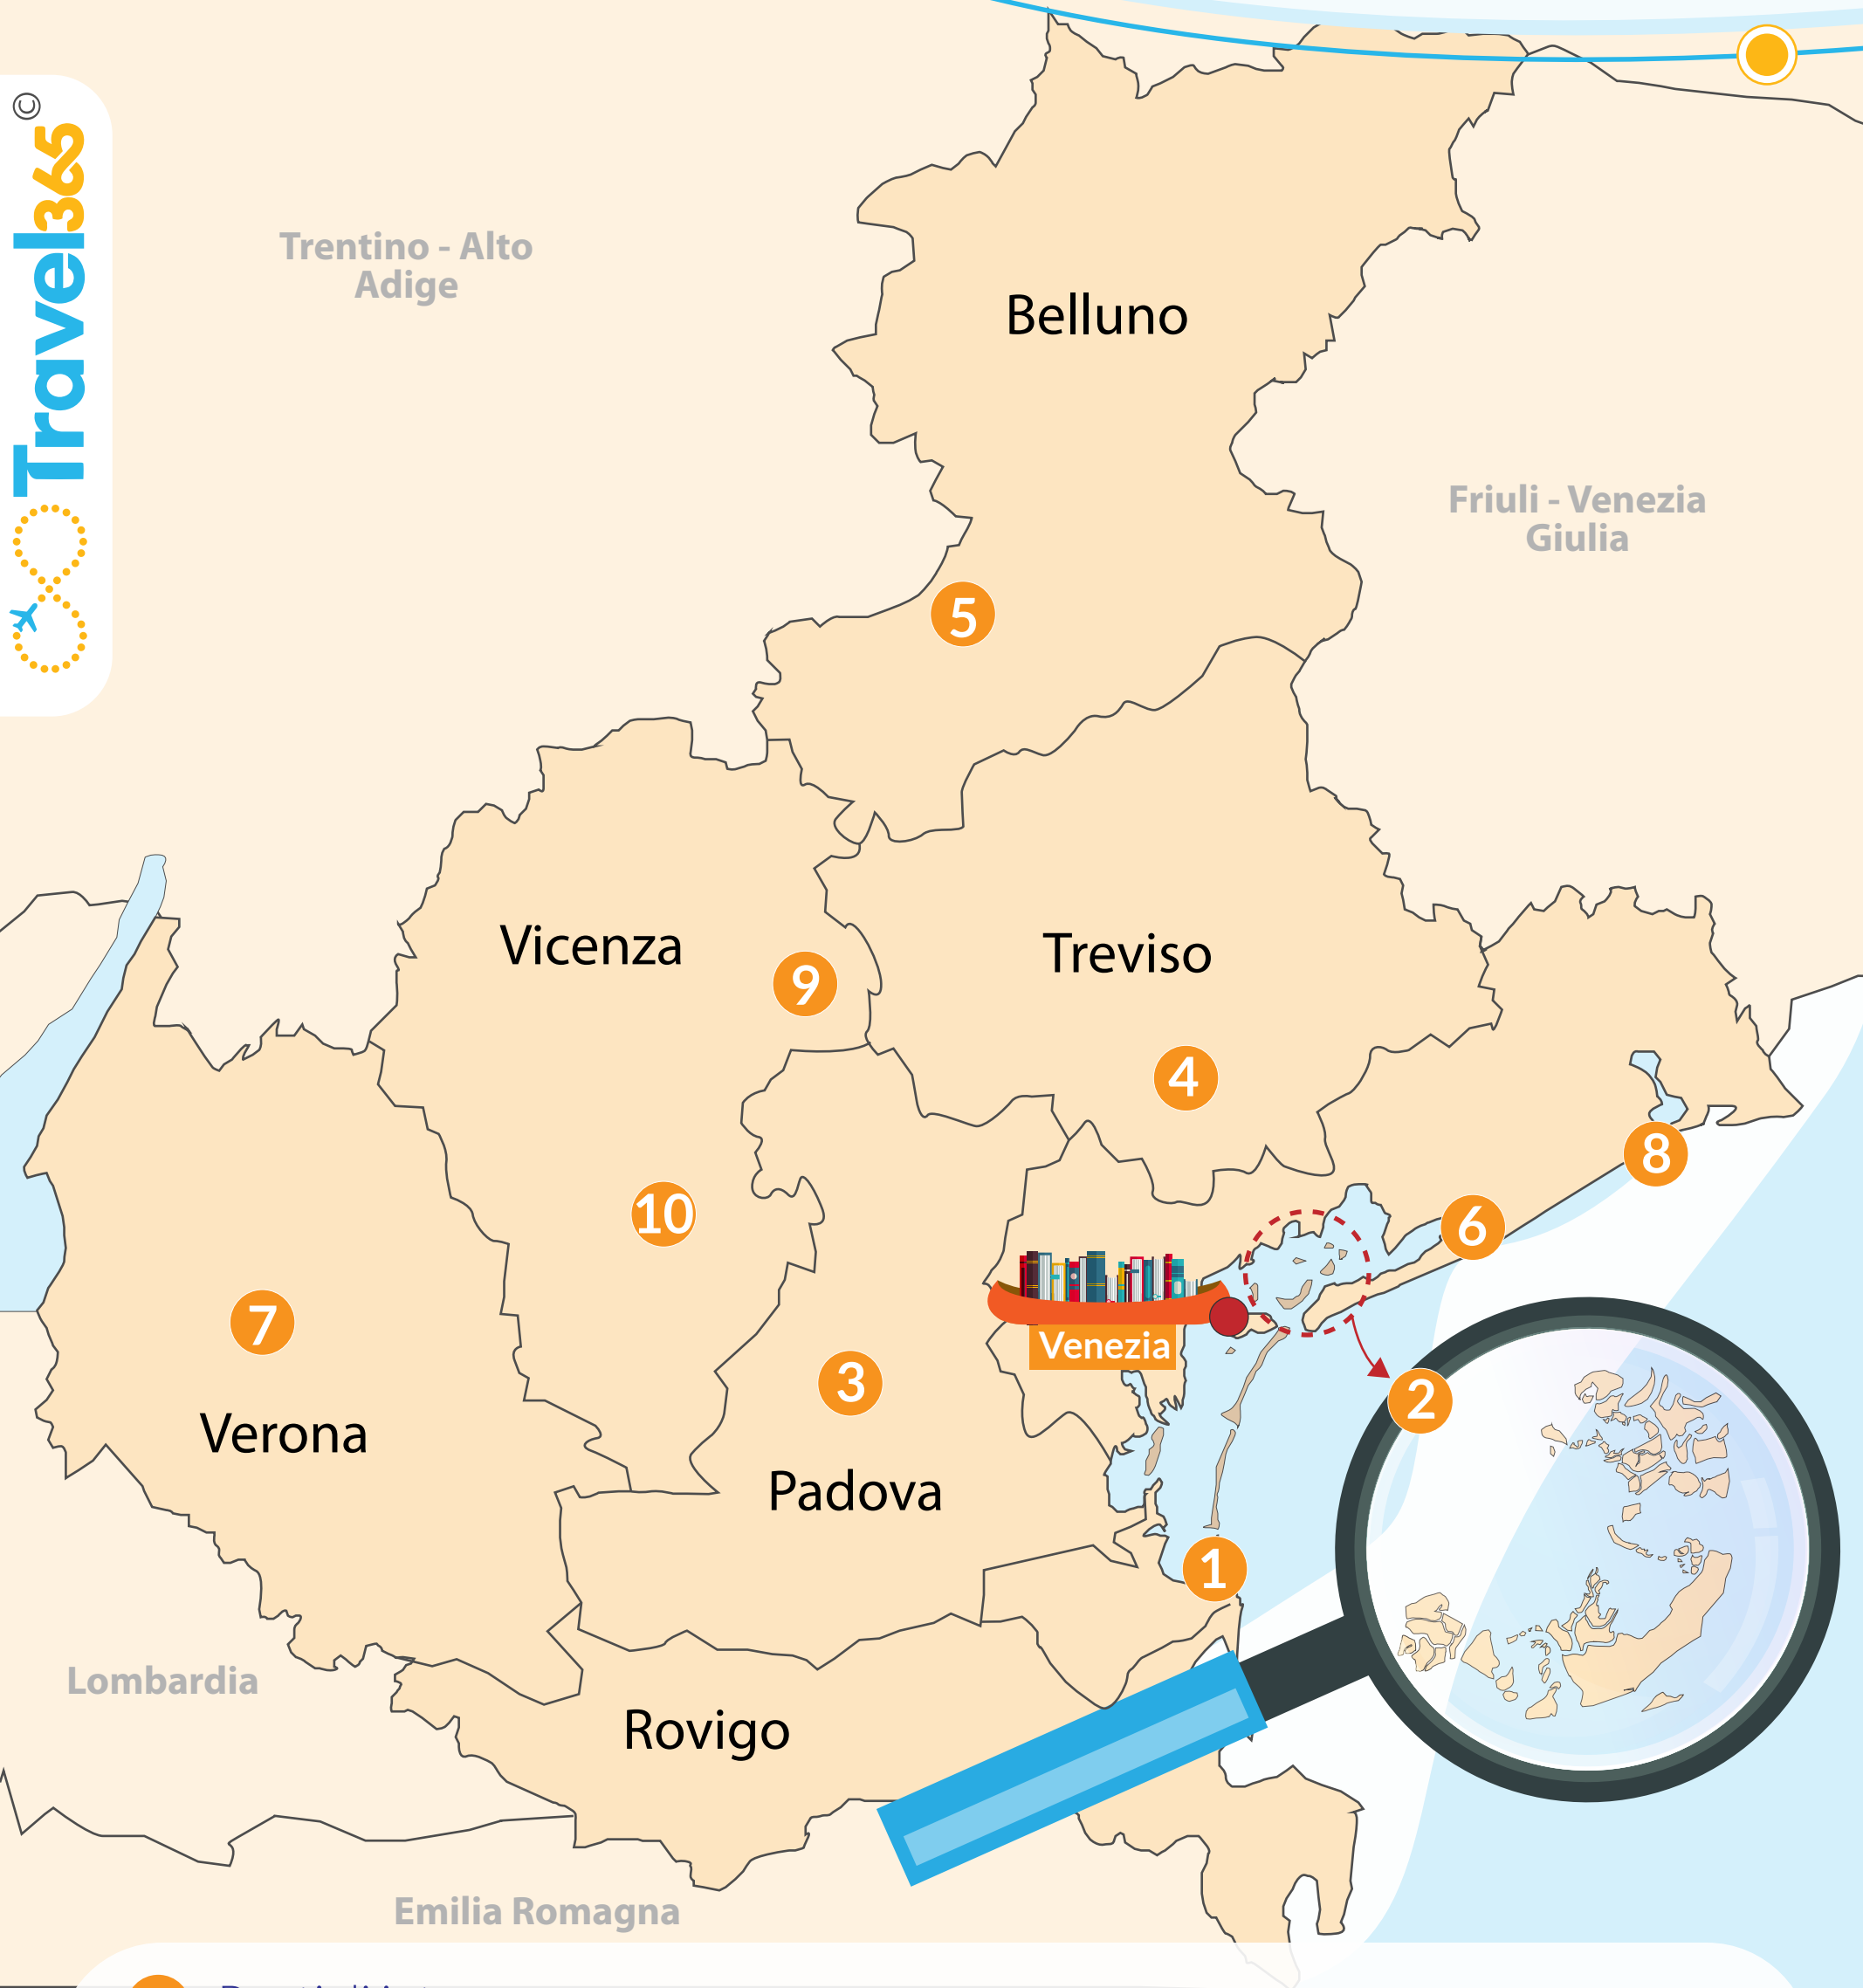 Travel365
©
Trentino - Alto
Adige
Belluno
Friuli - Venezia
Giulia
5
Vicenza
Treviso
9
4
8
10
6
7
Venezia
3
2
Verona
Padova
1
Lombardia
Rovigo
Emilia Romagna